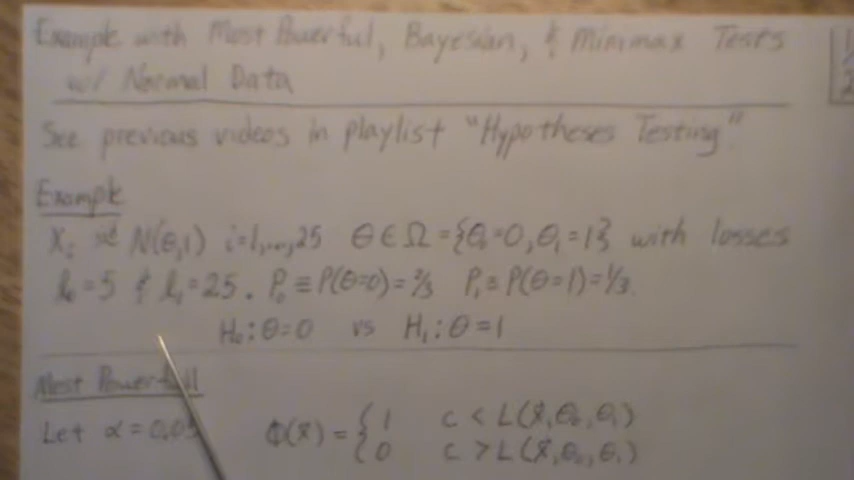 Example with Most Powerful, Bayesian, & Minimax Tests
w/ Normal Data
See previous videos in playlist "Hypotheses Testing"
Example
Xᵢ iid N(θ,1) i=1,...,25 θ∈Ω={θ₀=0,θ₁=1} with losses
l₀=5 & l₁=25. P₀≡P(θ=0)=2/3 P₁≡P(θ=1)=1/3.
H₀:θ=0 vs H₁:θ=1
Most Powerfull
Let α=0.05 Φ(x⃗)={1 c<L(x⃗,θ₀,θ₁)
0 c>L(x⃗,θ₀,θ₁)